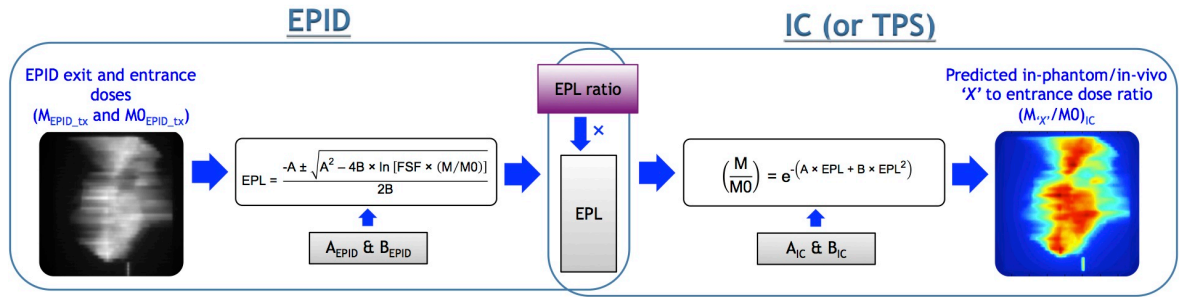 EPID
IC (or TPS)
EPID exit and entrance
doses
(M_EPID_tx and M0_EPID_tx)
EPL = (-A ± √(A² – 4B × ln [FSF × (M/M0)])) / 2B
A_EPID & B_EPID
EPL ratio
×
EPL
(M/M0) = e^-(A × EPL + B × EPL²)
A_IC & B_IC
Predicted in-phantom/in-vivo
‘X’ to entrance dose ratio
(M_‘X’/M0)_IC